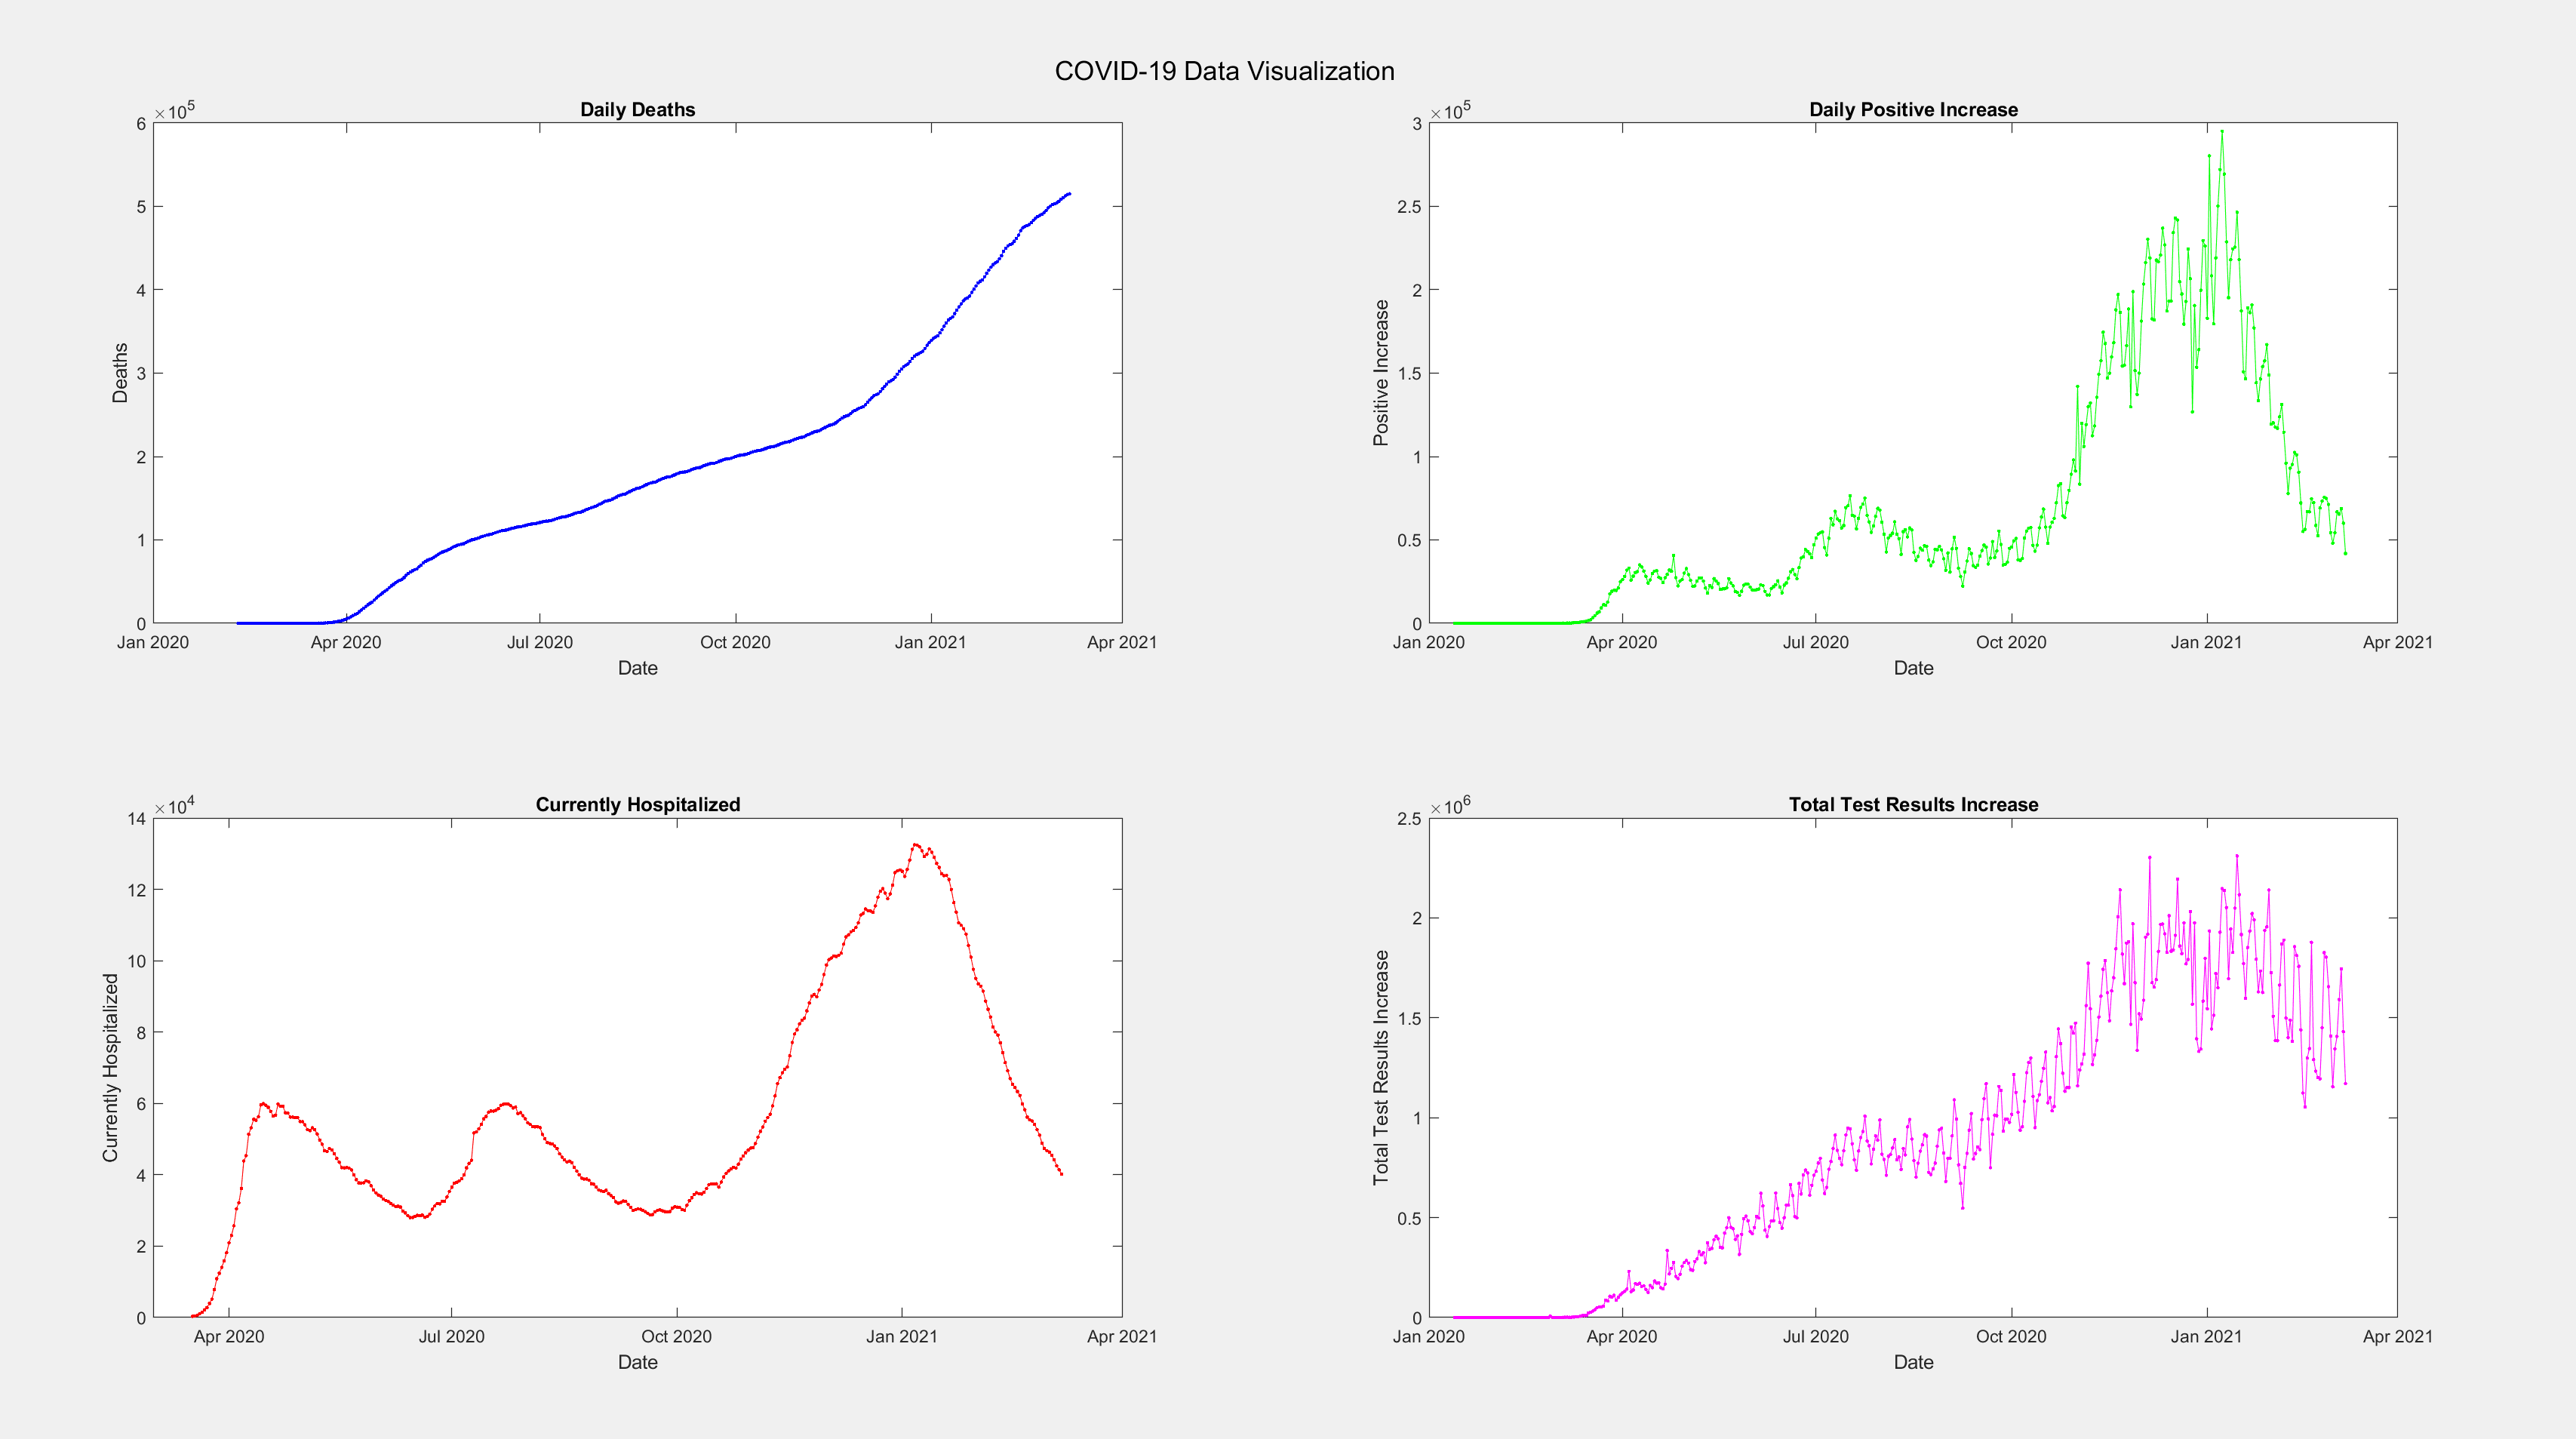 COVID-19 Data Visualization
Daily Deaths
×10^5
6
5
4
3
2
1
0
Deaths
Jan 2020 Apr 2020 Jul 2020 Oct 2020 Jan 2021 Apr 2021
Date
Daily Positive Increase
×10^5
3
2.5
2
1.5
1
0.5
0
Positive Increase
Jan 2020 Apr 2020 Jul 2020 Oct 2020 Jan 2021 Apr 2021
Date
Currently Hospitalized
×10^4
14
12
10
8
6
4
2
0
Currently Hospitalized
Apr 2020 Jul 2020 Oct 2020 Jan 2021 Apr 2021
Date
Total Test Results Increase
×10^6
2.5
2
1.5
1
0.5
0
Total Test Results Increase
Jan 2020 Apr 2020 Jul 2020 Oct 2020 Jan 2021 Apr 2021
Date